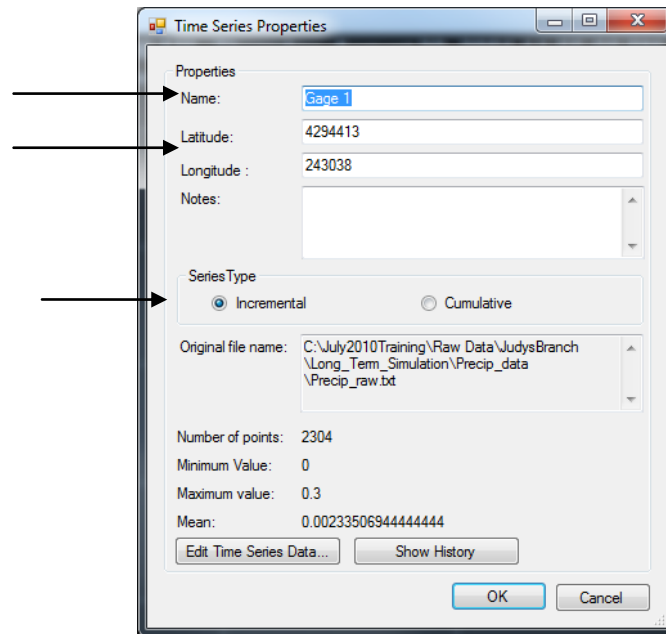 Time Series Properties
Properties
Name: Gage 1
Latitude: 4294413
Longitude : 243038
Notes:
SeriesType
Incremental Cumulative
Original file name: C:\July2010Training\Raw Data\JudysBranch
\Long_Term_Simulation\Precip_data
\Precip_raw.txt
Number of points: 2304
Minimum Value: 0
Maximum value: 0.3
Mean: 0.00233506944444444
Edit Time Series Data... Show History
OK Cancel